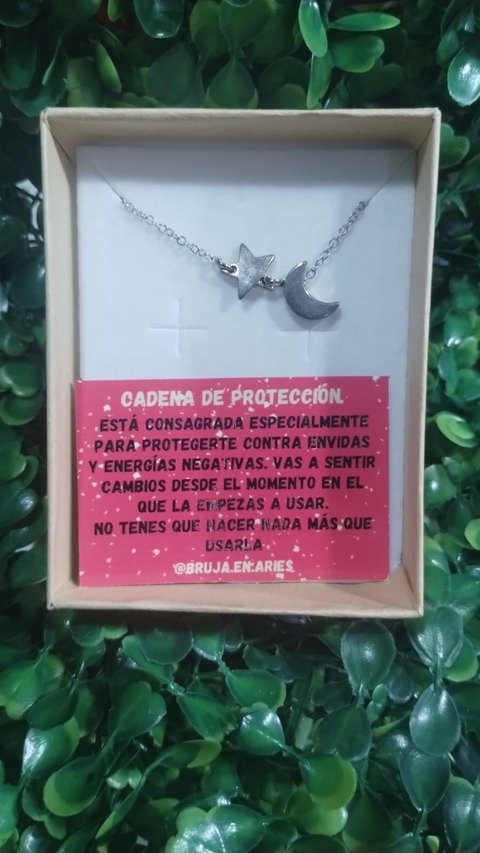 CADENA DE PROTECCIÓN.
ESTÁ CONSAGRADA ESPECIALMENTE
PARA PROTEGERTE CONTRA ENVIDAS
Y ENERGÍAS NEGATIVAS. VAS A SENTIR
CAMBIOS DESDE EL MOMENTO EN EL
QUE LA EMPEZAS A USAR.
NO TENES QUE HACER NADA MÁS QUE
USARLA
@BRUJA.EN.ARIES